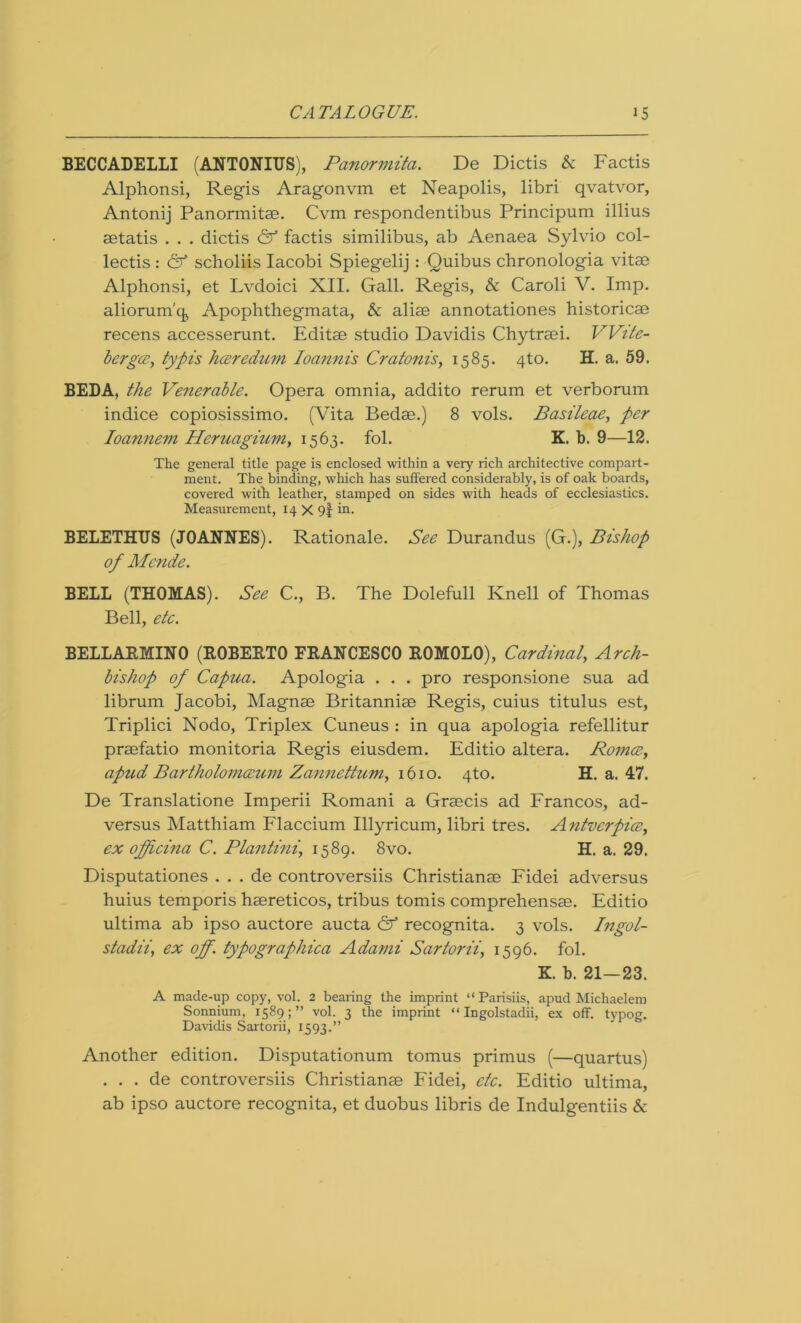 CATALOGUE. 15
BECCADELLI (ANTONIUS), Panormita. De Dictis & Factis
Alphonsi, Regis Aragonvm et Neapolis, libri qvatvor,
Antonij Panormitæ. Cvm respondentibus Principum illius
ætatis . . . dictis & factis similibus, ab Aenaea Sylvio col-
lectis : & scholiis Iacobi Spiegelij : Quibus chronologia vitæ
Alphonsi, et Lvdoici XII. Gall. Regis, & Caroli V. Imp.
aliorum'qꝫ Apophthegmata, & aliæ annotationes historicæ
recens accesserunt. Editæ studio Davidis Chytræi. VVite-
bergæ, typis hæredum Ioannis Cratonis, 1585. 4to. H. a. 59.
BEDA, the Venerable. Opera omnia, addito rerum et verborum
indice copiosissimo. (Vita Bedæ.) 8 vols. Basileae, per
Ioannem Heruagium, 1563. fol. K. b. 9—12.
The general title page is enclosed within a very rich architective compart-
ment. The binding, which has suffered considerably, is of oak boards,
covered with leather, stamped on sides with heads of ecclesiastics.
Measurement, 14 X 9¾ in.
BELETHUS (JOANNES). Rationale. See Durandus (G.), Bishop
of Mende.
BELL (THOMAS). See C., B. The Dolefull Knell of Thomas
Bell, etc.
BELLARMINO (ROBERTO FRANCESCO ROMOLO), Cardinal, Arch-
bishop of Capua. Apologia . . . pro responsione sua ad
librum Jacobi, Magnæ Britanniæ Regis, cuius titulus est,
Triplici Nodo, Triplex Cuneus : in qua apologia refellitur
præfatio monitoria Regis eiusdem. Editio altera. Romæ,
apud Bartholomæum Zannettum, 1610. 4to. H. a. 47.
De Translatione Imperii Romani a Græcis ad Francos, ad-
versus Matthiam Flaccium Illyricum, libri tres. Antverpiæ,
ex officina C. Plantini, 1589. 8vo. H. a. 29.
Disputationes . . . de controversiis Christianæ Fidei adversus
huius temporis hæreticos, tribus tomis comprehensæ. Editio
ultima ab ipso auctore aucta & recognita. 3 vols. Ingol-
stadii, ex off. typographica Adami Sartorii, 1596. fol.
K. b. 21—23.
A made-up copy, vol. 2 bearing the imprint “Parisiis, apud Michaelem
Sonnium, 1589;” vol. 3 the imprint “Ingolstadii, ex off. typog.
Davidis Sartorii, 1593.”
Another edition. Disputationum tomus primus (—quartus)
. . . de controversiis Christianæ Fidei, etc. Editio ultima,
ab ipso auctore recognita, et duobus libris de Indulgentiis &